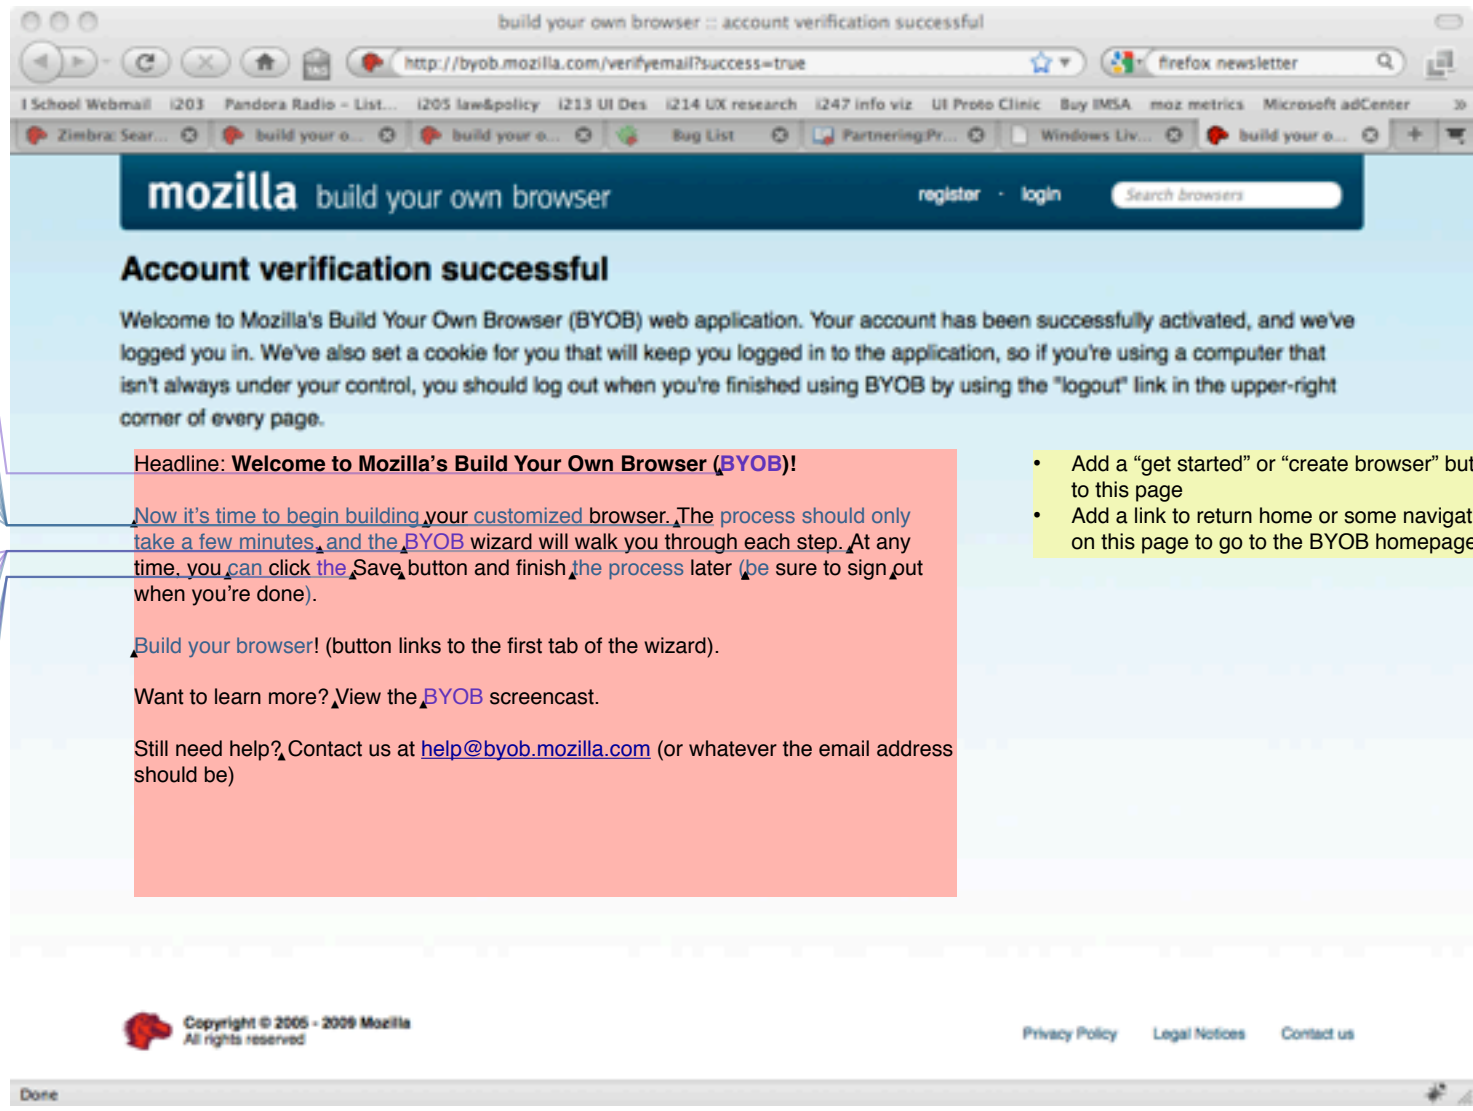 build your own browser :: account verification successful
http://byob.mozilla.com/verifyemail?success=true firefox newsletter
I School Webmail i203 Pandora Radio – List... i205 law&policy i213 UI Des i214 UX research i247 info viz UI Proto Clinic Buy IMSA moz metrics Microsoft adCenter »
Zimbra: Sear... build your o... build your o... Bug List Partnering:Pr... Windows Liv... build your o... +
mozilla build your own browser register · login Search browsers
Account verification successful
Welcome to Mozilla's Build Your Own Browser (BYOB) web application. Your account has been successfully activated, and we've
logged you in. We've also set a cookie for you that will keep you logged in to the application, so if you're using a computer that
isn't always under your control, you should log out when you're finished using BYOB by using the "logout" link in the upper-right
corner of every page.
Headline: Welcome to Mozilla’s Build Your Own Browser (BYOB)!
Now it’s time to begin building your customized browser. The process should only
take a few minutes, and the BYOB wizard will walk you through each step. At any
time, you can click the Save button and finish the process later (be sure to sign out
when you’re done).
Build your browser! (button links to the first tab of the wizard).
Want to learn more? View the BYOB screencast.
Still need help? Contact us at help@byob.mozilla.com (or whatever the email address
should be)
• Add a “get started” or “create browser” but
to this page
• Add a link to return home or some navigat
on this page to go to the BYOB homepage
Copyright © 2005 - 2009 Mozilla
All rights reserved
Privacy Policy Legal Notices Contact us
Done